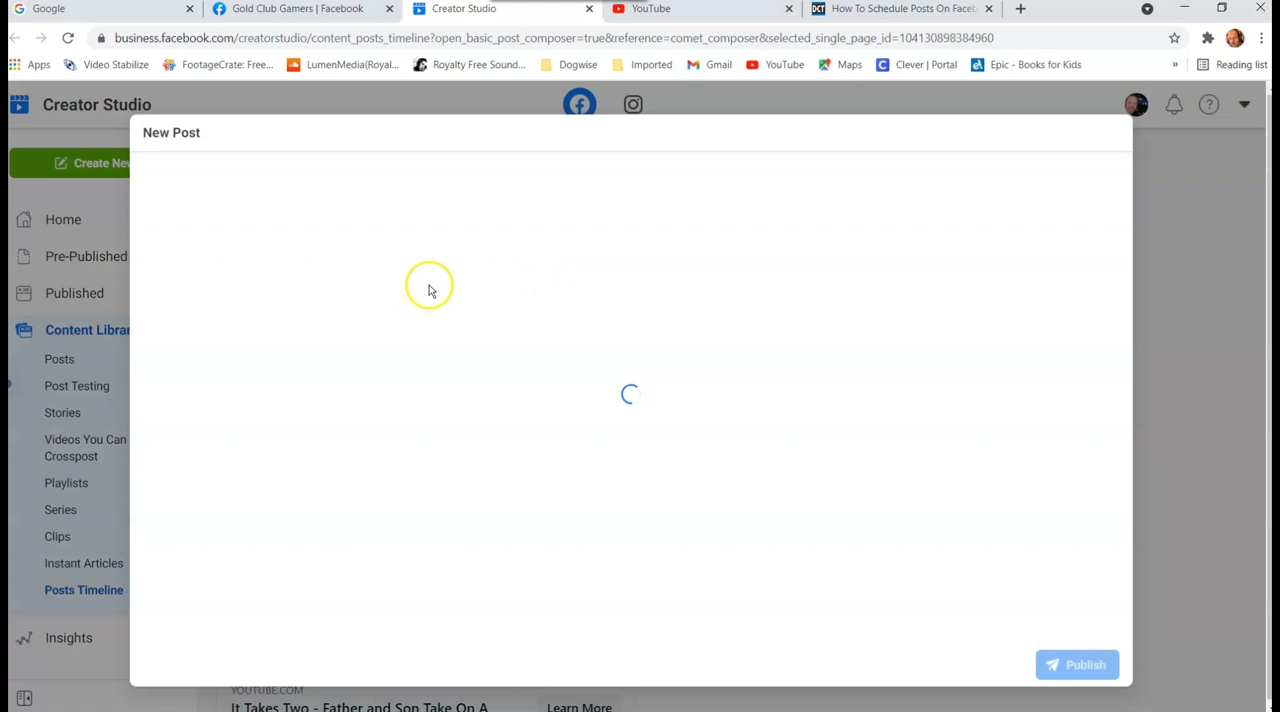 Google
Gold Club Gamers | Facebook
Creator Studio
YouTube
DCT
How To Schedule Posts On Faceb
business.facebook.com/creatorstudio/content_posts_timeline?open_basic_post_composer=true&reference=comet_composer&selected_single_page_id=104130898384960
Apps
Video Stabilize
FootageCrate: Free...
LumenMedia(Royal...
Royalty Free Sound...
Dogwise
Imported
Gmail
YouTube
Maps
Clever | Portal
Epic - Books for Kids
»
Reading list
Creator Studio
New Post
Create New
Home
Pre-Published
Published
Content Librar
Posts
Post Testing
Stories
Videos You Can
Crosspost
Playlists
Series
Clips
Instant Articles
Posts Timeline
Insights
Publish
YOUTUBE.COM
It Takes Two - Father and Son Take On A
Learn More